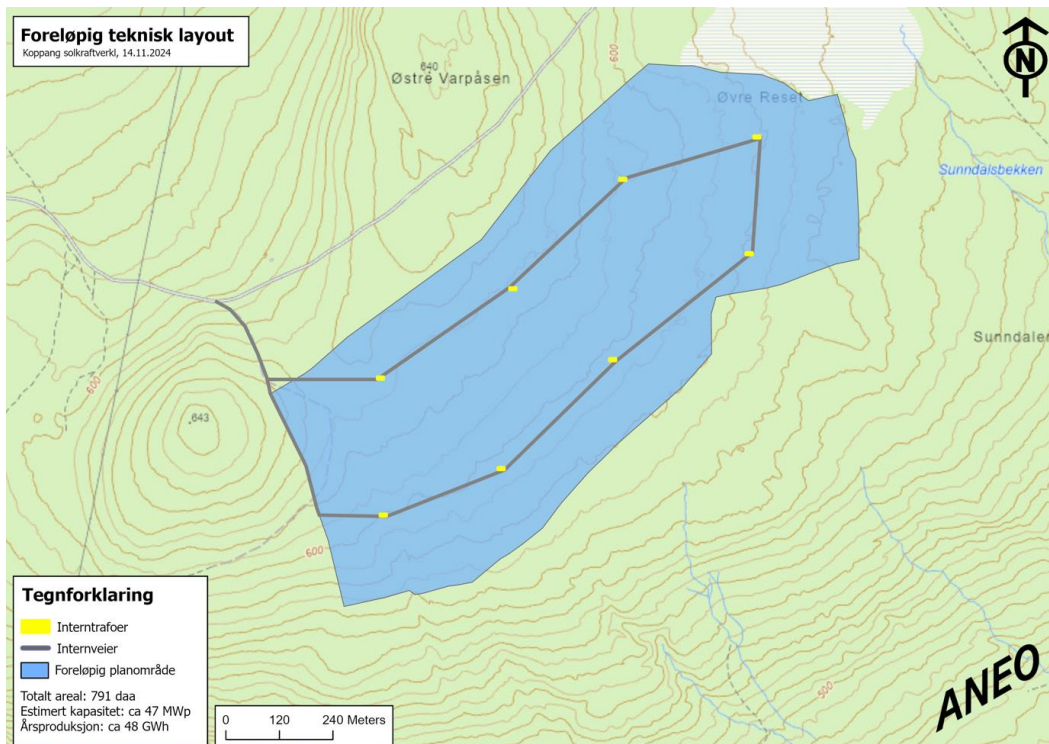 Foreløpig teknisk layout
Koppang solkraftverkl, 14.11.2024
N
640
Østre Varpåsen
600
Øvre Reset
Sunndalsbekken
Sunndalen
600
643
600
500
Tegnforklaring
Interntrafoer
Internveier
Foreløpig planområde
Totalt areal: 791 daa
Estimert kapasitet: ca 47 MWp
Årsproduksjon: ca 48 GWh
0 120 240 Meters
ANEO